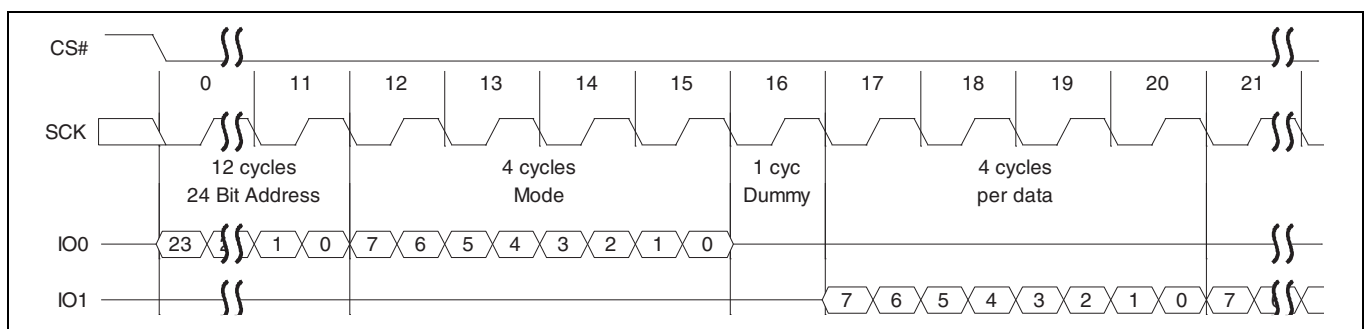 CS#
0 11 12 13 14 15 16 17 18 19 20 21
SCK
12 cycles 4 cycles 1 cyc 4 cycles
24 Bit Address Mode Dummy per data
IO0 23 1 0 7 6 5 4 3 2 1 0
IO1 7 6 5 4 3 2 1 0 7